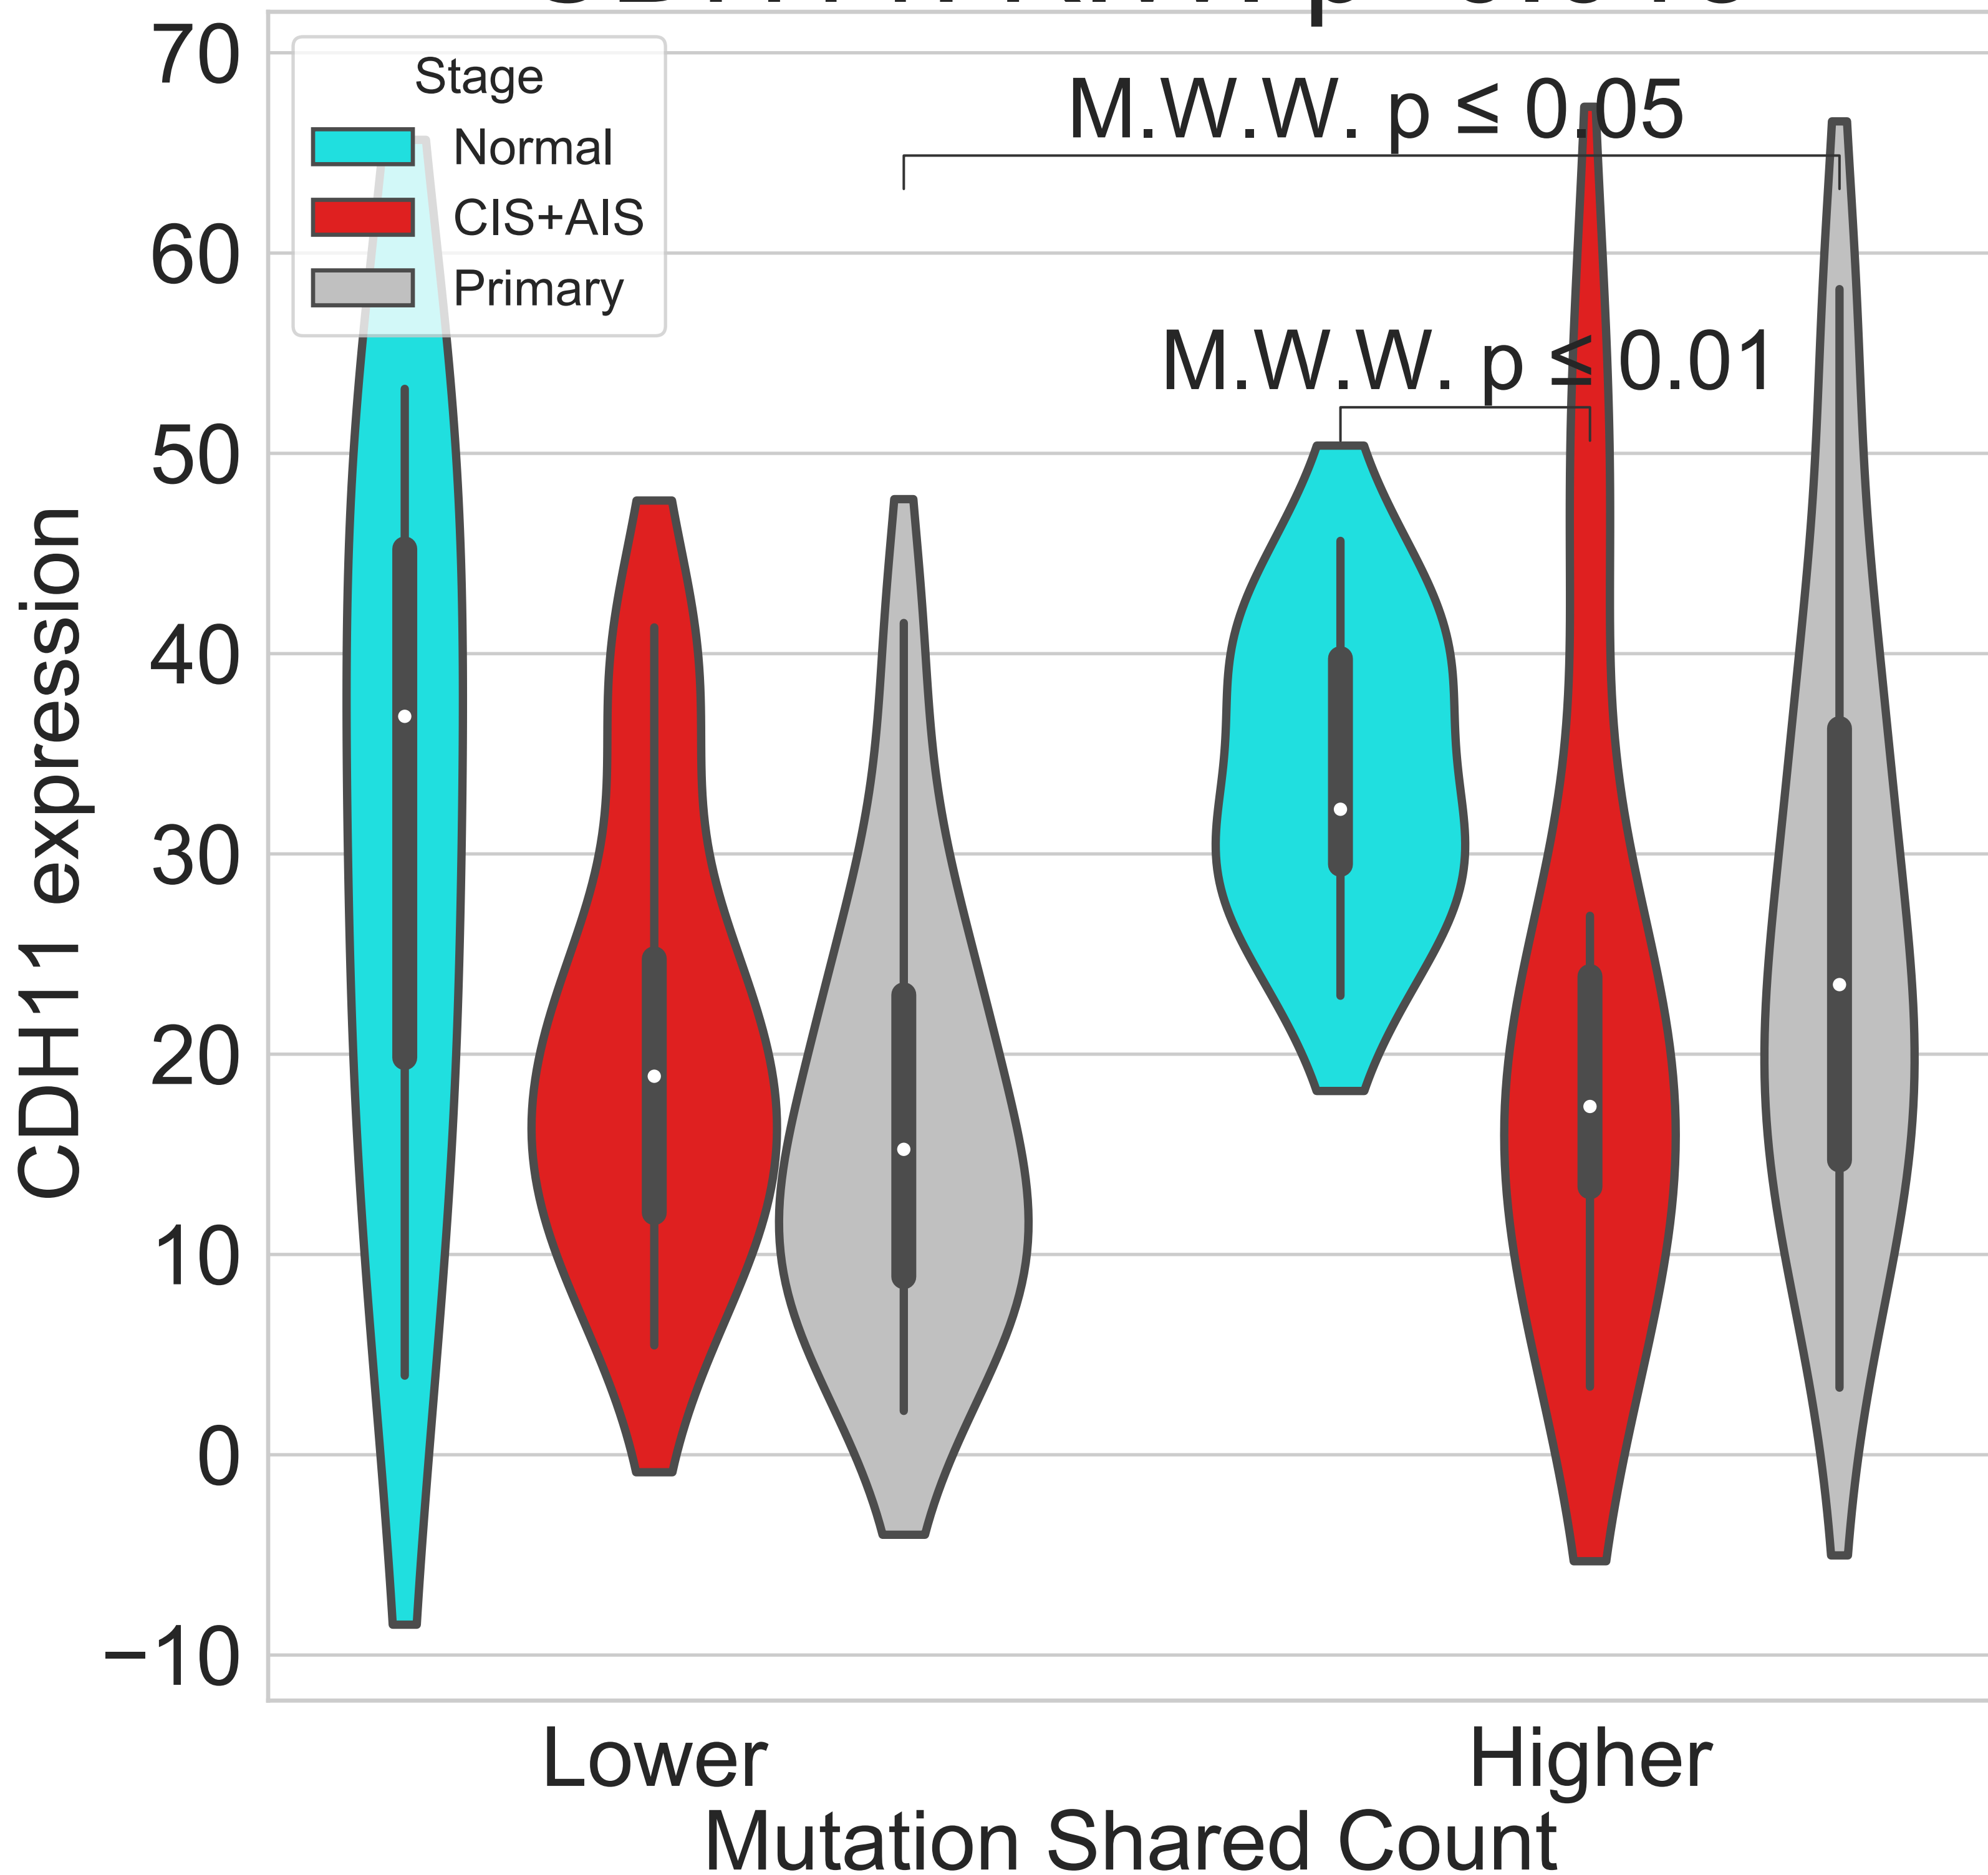 70
60
50
40
30
20
10
0
−10
CDH11 expression
Stage
Normal
CIS+AIS
Primary
M.W.W. p ≤ 0.05
M.W.W. p ≤ 0.01
Lower
Higher
Mutation Shared Count